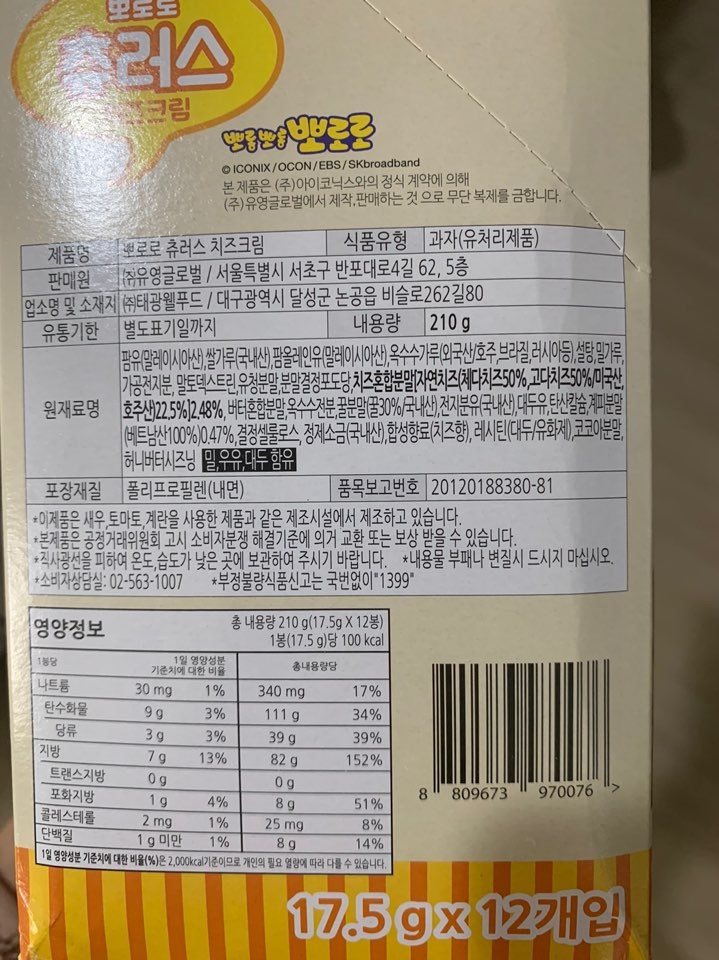 뽀로로
츄러스
치즈크림
뽀롱뽀롱 뽀로로
© ICONIX/OCON/EBS/SKbroadband
본 제품은 (주)아이코닉스와의 정식 계약에 의해
(주)유영글로벌에서 제작,판매하는 것 으로 무단 복제를 금합니다.
제품명 뽀로로 츄러스 치즈크림 식품유형 과자(유처리제품)
판매원 ㈜유영글로벌 / 서울특별시 서초구 반포대로4길 62, 5층
업소명 및 소재지 ㈜태광웰푸드 / 대구광역시 달성군 논공읍 비슬로262길80
유통기한 별도표기일까지 내용량 210 g
원재료명 팜유(말레이시아산),쌀가루(국내산),팜올레인유(말레이시아산),옥수수가루(외국산/호주,브라질,러시아등),설탕,밀가루,
가공전지분, 말토덱스트린,유청분말,분말결정포도당,치즈혼합분말[자연치즈(체다치즈50%,고다치즈50%/미국산,
호주산)22.5%]2.48%, 버터혼합분말,옥수수전분,꿀분말(꿀30%/국내산),전지분유(국내산),대두유,탄산칼슘,계피분말
(베트남산100%)0.47%,결정셀룰로스, 정제소금(국내산),합성향료(치즈향), 레시틴(대두/유화제),코코아분말,
허니버터시즈닝 밀,우유,대두 함유
포장재질 폴리프로필렌(내면) 품목보고번호 20120188380-81
*이제품은 새우,토마토,계란을 사용한 제품과 같은 제조시설에서 제조하고 있습니다.
*본제품은 공정거래위원회 고시 소비자분쟁 해결기준에 의거 교환 또는 보상 받을 수 있습니다.
*직사광선을 피하여 온도,습도가 낮은 곳에 보관하여 주시기 바랍니다. *내용물 부패나 변질시 드시지 마십시오.
*소비자상담실: 02-563-1007 *부정불량식품신고는 국번없이"1399"
영양정보 총 내용량 210 g(17.5g X 12봉)
1봉(17.5 g)당 100 kcal
1봉당 1일 영양성분 기준치에 대한 비율 총내용량당
나트륨 30 mg 1% 340 mg 17%
탄수화물 9 g 3% 111 g 34%
당류 3 g 3% 39 g 39%
지방 7 g 13% 82 g 152%
트랜스지방 0 g 0 g
포화지방 1 g 4% 8 g 51%
콜레스테롤 2 mg 1% 25 mg 8%
단백질 1 g 미만 1% 8 g 14%
1일 영양성분 기준치에 대한 비율(%)은 2,000kcal기준이므로 개인의 필요 열량에 따라 다를 수 있습니다.
8 809673 970076 >
17.5 g x 12개입